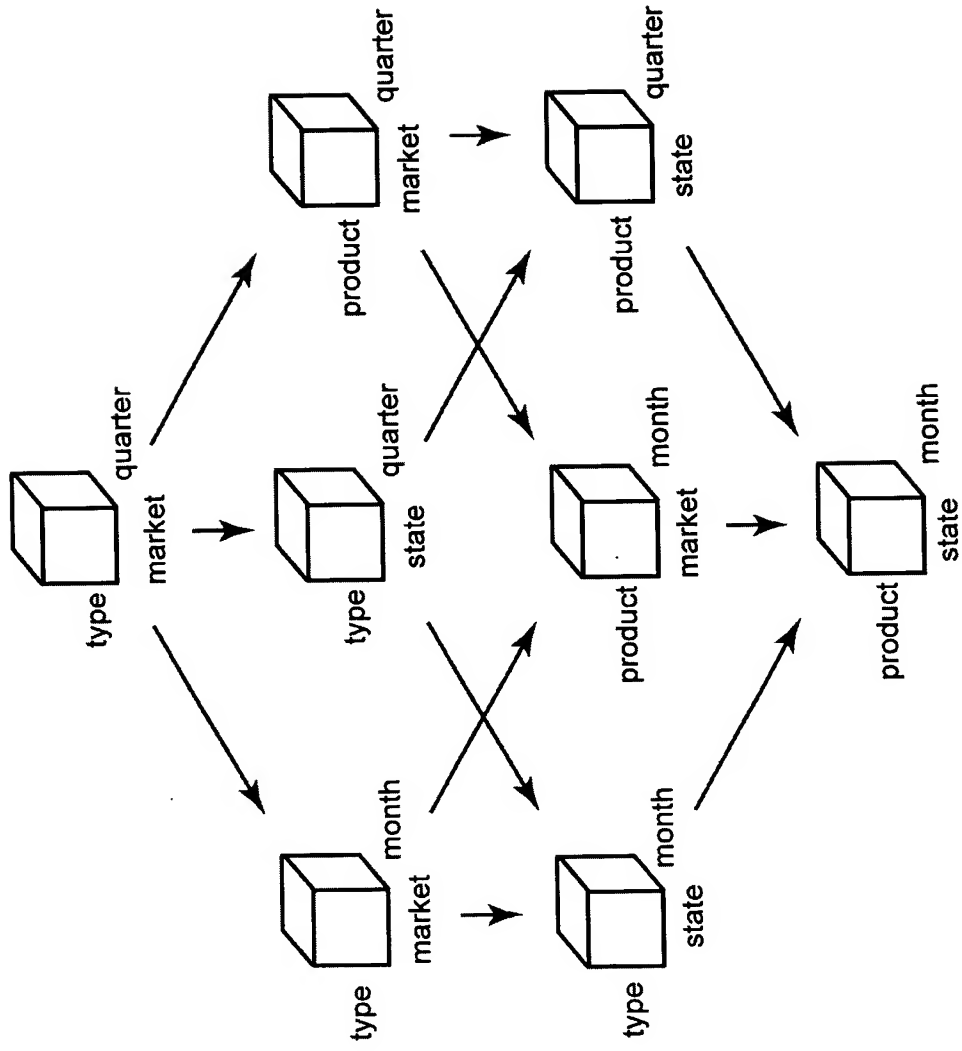 type
market
quarter
type
market
month
type
state
quarter
product
market
quarter
type
state
month
product
market
month
product
state
quarter
product
state
month